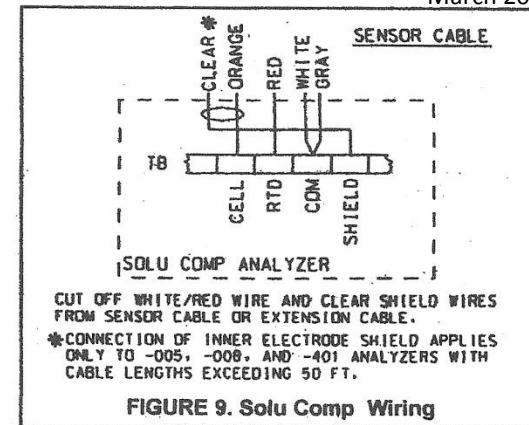 March 20
SENSOR CABLE
CLEAR *
ORANGE
RED
WHITE
GRAY
TB
CELL
RTD
COM
SHIELD
SOLU COMP ANALYZER
CUT OFF WHITE/RED WIRE AND CLEAR SHIELD WIRES
FROM SENSOR CABLE OR EXTENSION CABLE.
*CONNECTION OF INNER ELECTRODE SHIELD APPLIES
ONLY TO -005, -008, AND -401 ANALYZERS WITH
CABLE LENGTHS EXCEEDING 50 FT.
FIGURE 9. Solu Comp Wiring